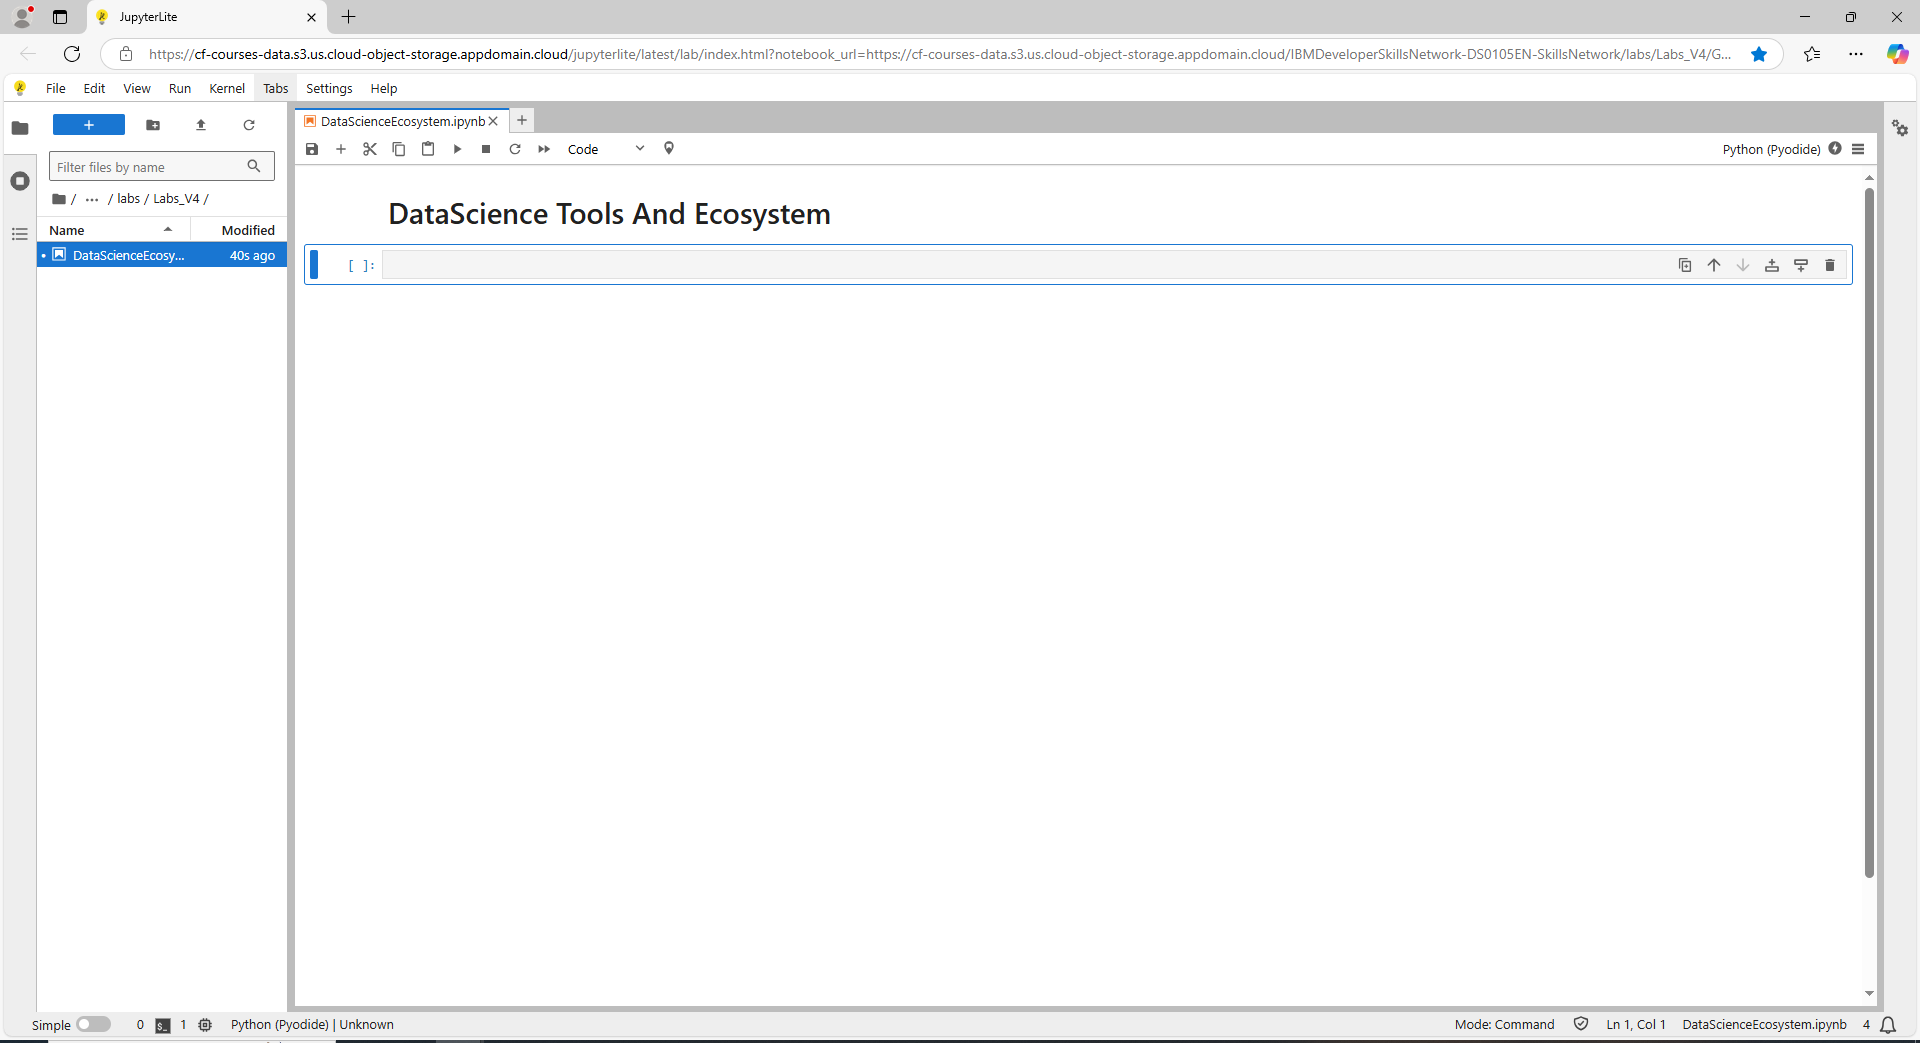 JupyterLite
https://cf-courses-data.s3.us.cloud-object-storage.appdomain.cloud/jupyterlite/latest/lab/index.html?notebook_url=https://cf-courses-data.s3.us.cloud-object-storage.appdomain.cloud/IBMDeveloperSkillsNetwork-DS0105EN-SkillsNetwork/labs/Labs_V4/G...
File Edit View Run Kernel Tabs Settings Help
DataScienceEcosystem.ipynb
Code
Python (Pyodide)
Filter files by name
/ ... / labs / Labs_V4 /
Name Modified
DataScienceEcosy... 40s ago
DataScience Tools And Ecosystem
[ ]:
Simple 0 $_ 1 Python (Pyodide) | Unknown Mode: Command Ln 1, Col 1 DataScienceEcosystem.ipynb 4